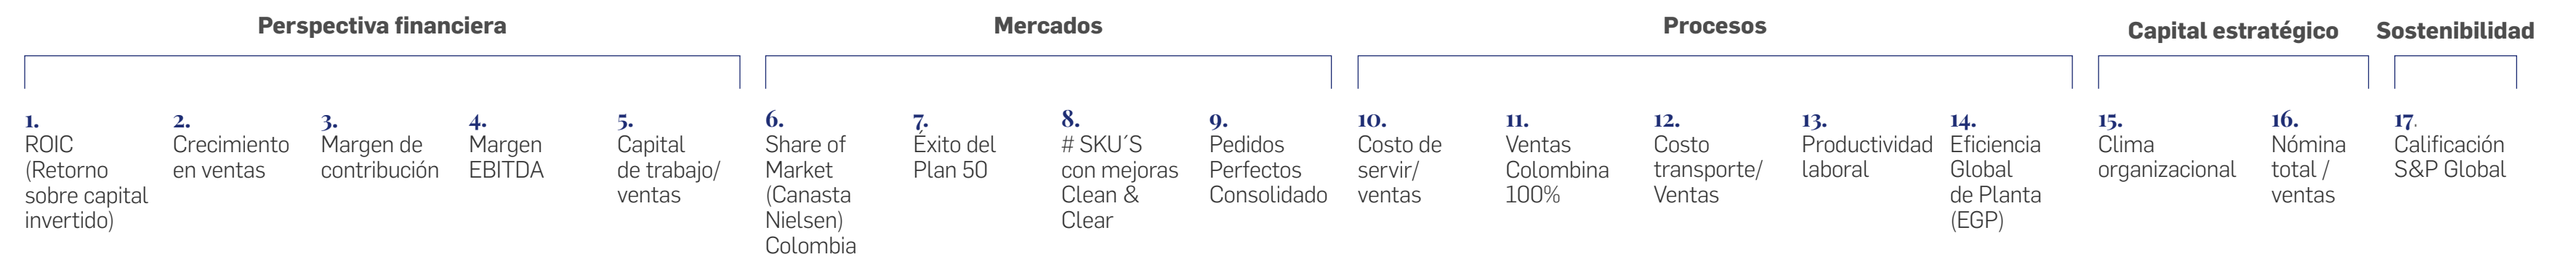 Perspectiva financiera
1.
ROIC
(Retorno
sobre capital
invertido)
2.
Crecimiento
en ventas
3.
Margen de
contribución
4.
Margen
EBITDA
5.
Capital
de trabajo/
ventas
Mercados
6.
Share of
Market
(Canasta
Nielsen)
Colombia
7.
Éxito del
Plan 50
8.
# SKU´S
con mejoras
Clean &
Clear
9.
Pedidos
Perfectos
Consolidado
Procesos
10.
Costo de
servir/
ventas
11.
Ventas
Colombina
100%
12.
Costo
transporte/
Ventas
13.
Productividad
laboral
14.
Eficiencia
Global
de Planta
(EGP)
Capital estratégico
15.
Clima
organizacional
16.
Nómina
total /
ventas
Sostenibilidad
17.
Calificación
S&P Global